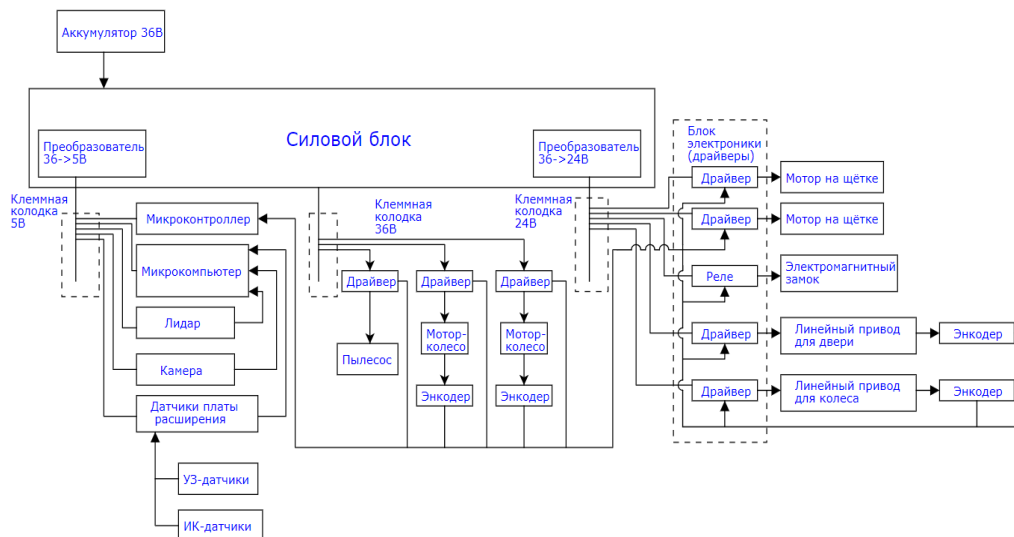 Аккумулятор 36В
Силовой блок
Преобразователь
36->5В
Преобразователь
36->24В
Клеммная
колодка
5В
Клеммная
колодка
36В
Клеммная
колодка
24В
Блок
электроники
(драйверы)
Микроконтроллер
Микрокомпьютер
Лидар
Камера
Датчики платы
расширения
УЗ-датчики
ИК-датчики
Драйвер
Драйвер
Драйвер
Пылесос
Мотор-
колесо
Мотор-
колесо
Энкодер
Энкодер
Драйвер
Мотор на щётке
Драйвер
Мотор на щётке
Реле
Электромагнитный
замок
Драйвер
Линейный привод
для двери
Энкодер
Драйвер
Линейный привод
для колеса
Энкодер